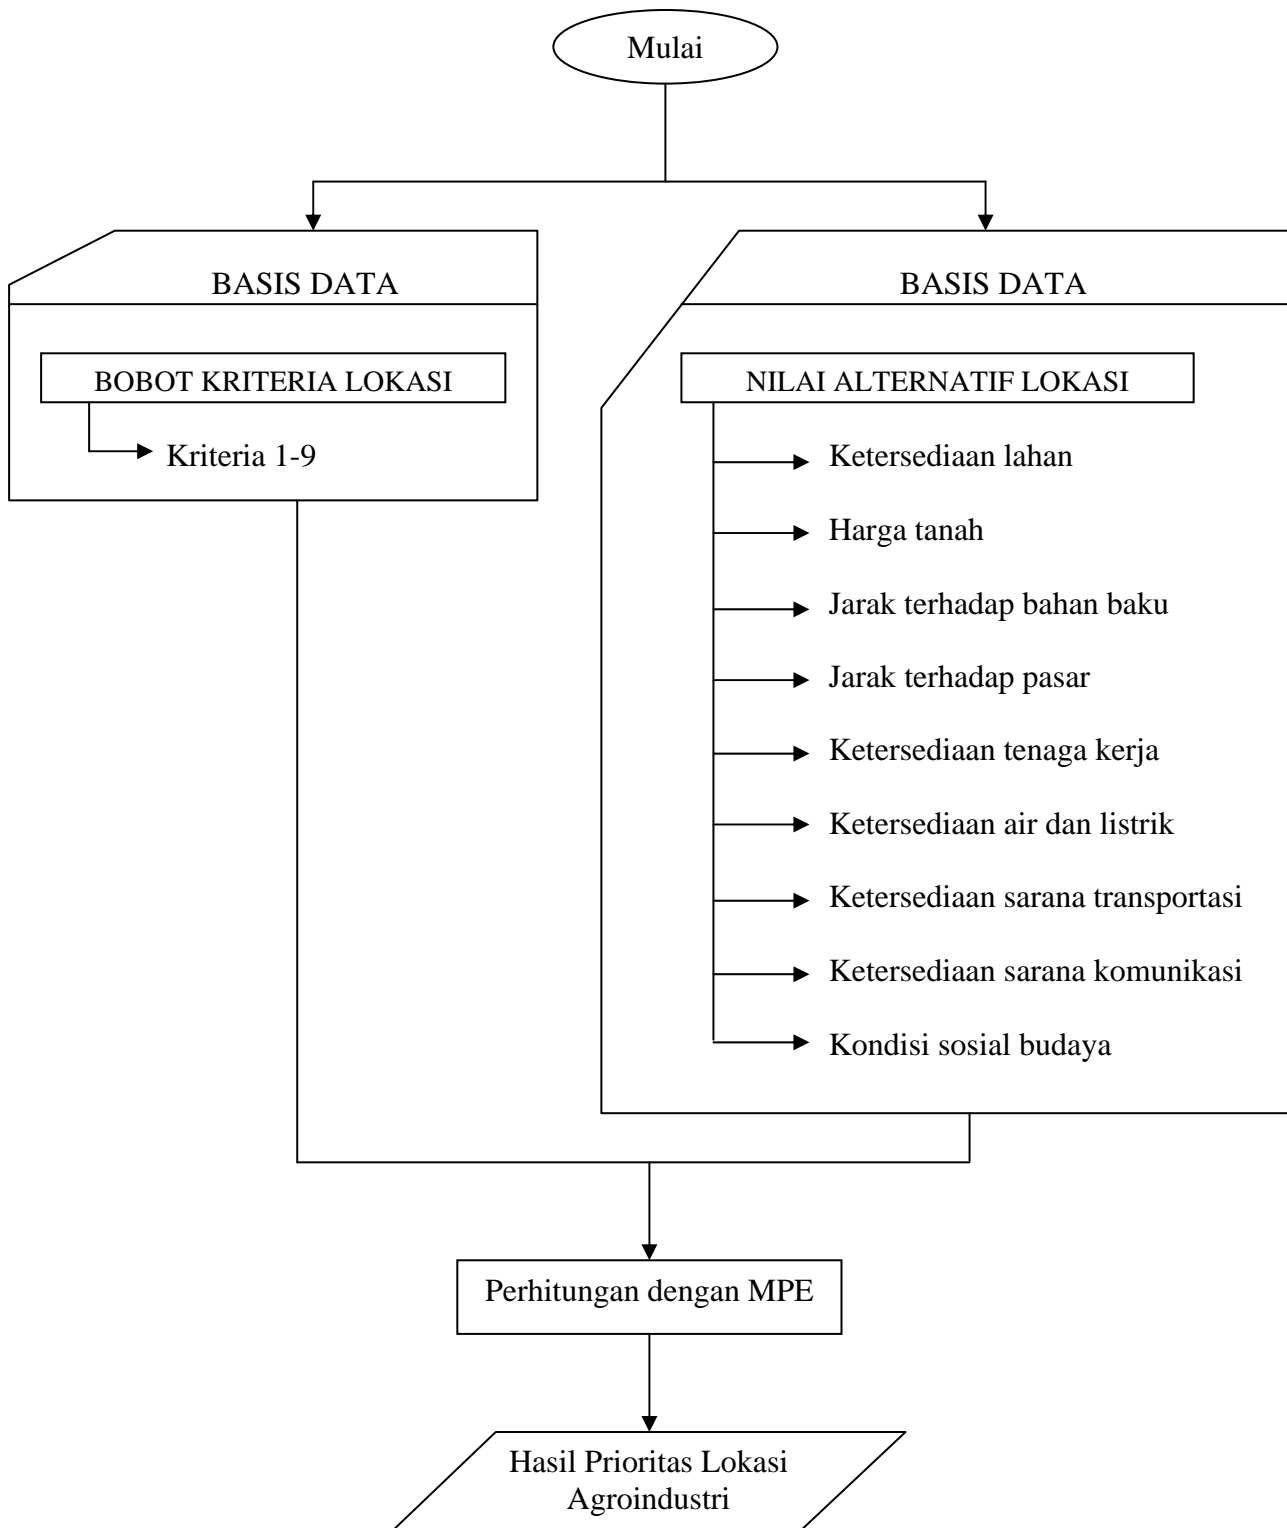 Mulai
BASIS DATA
BOBOT KRITERIA LOKASI
Kriteria 1-9
BASIS DATA
NILAI ALTERNATIF LOKASI
Ketersediaan lahan
Harga tanah
Jarak terhadap bahan baku
Jarak terhadap pasar
Ketersediaan tenaga kerja
Ketersediaan air dan listrik
Ketersediaan sarana transportasi
Ketersediaan sarana komunikasi
Kondisi sosial budaya
Perhitungan dengan MPE
Hasil Prioritas Lokasi
Agroindustri